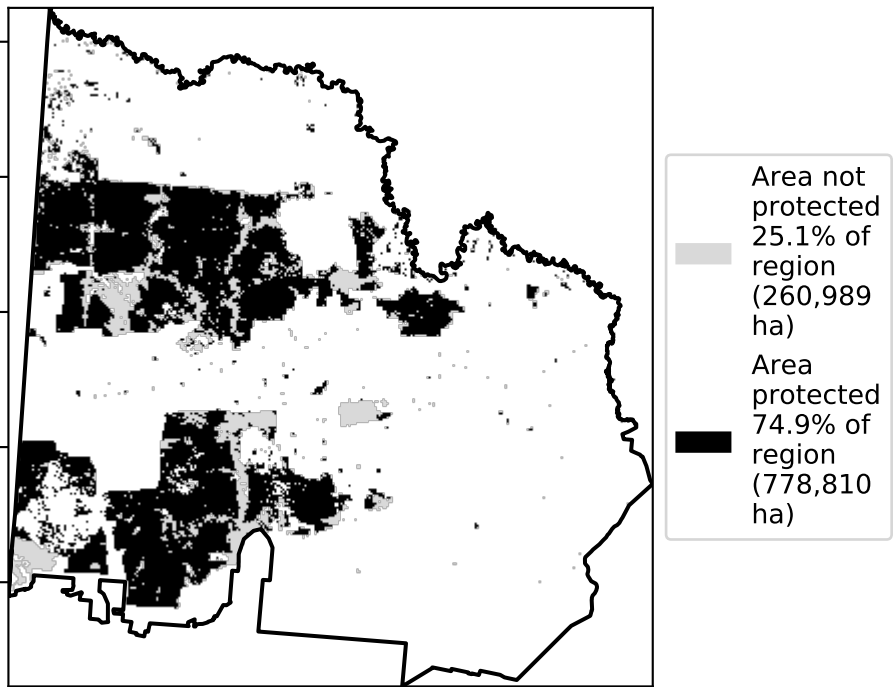 Area not
protected
25.1% of
region
(260,989
ha)
Area
protected
74.9% of
region
(778,810
ha)